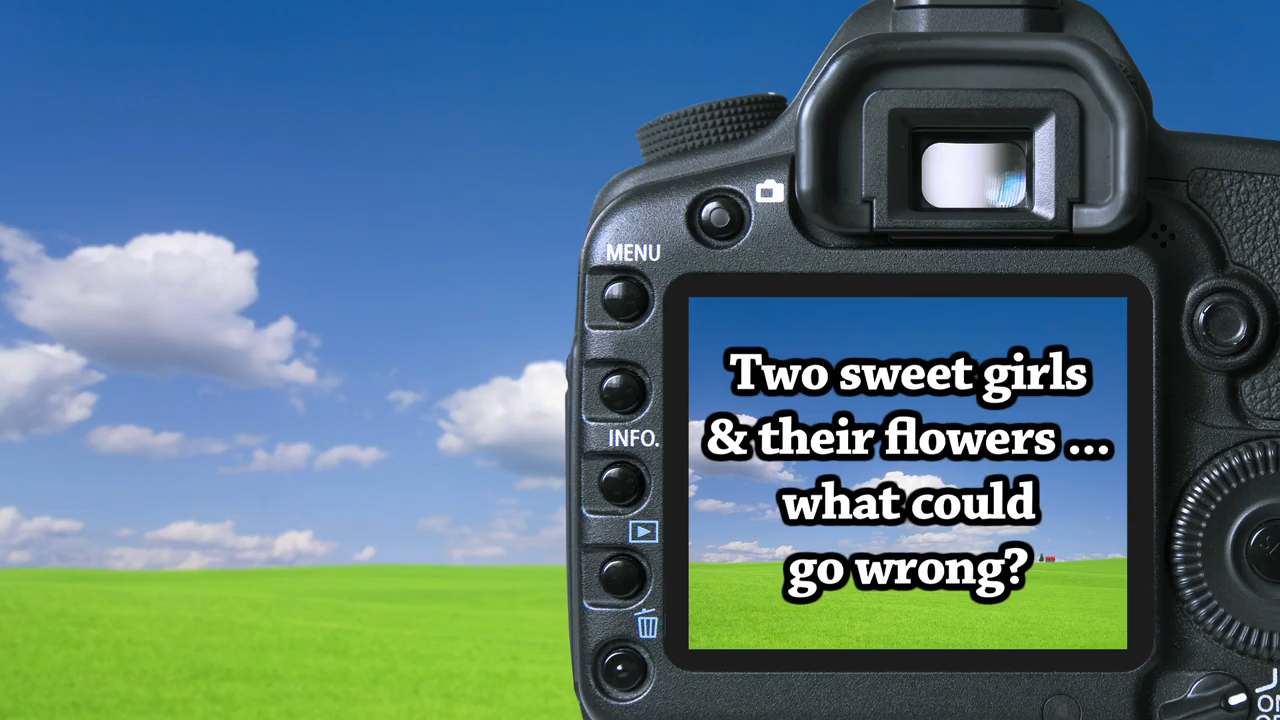 MENU
INFO.
Two sweet girls
& their flowers ...
what could
go wrong?